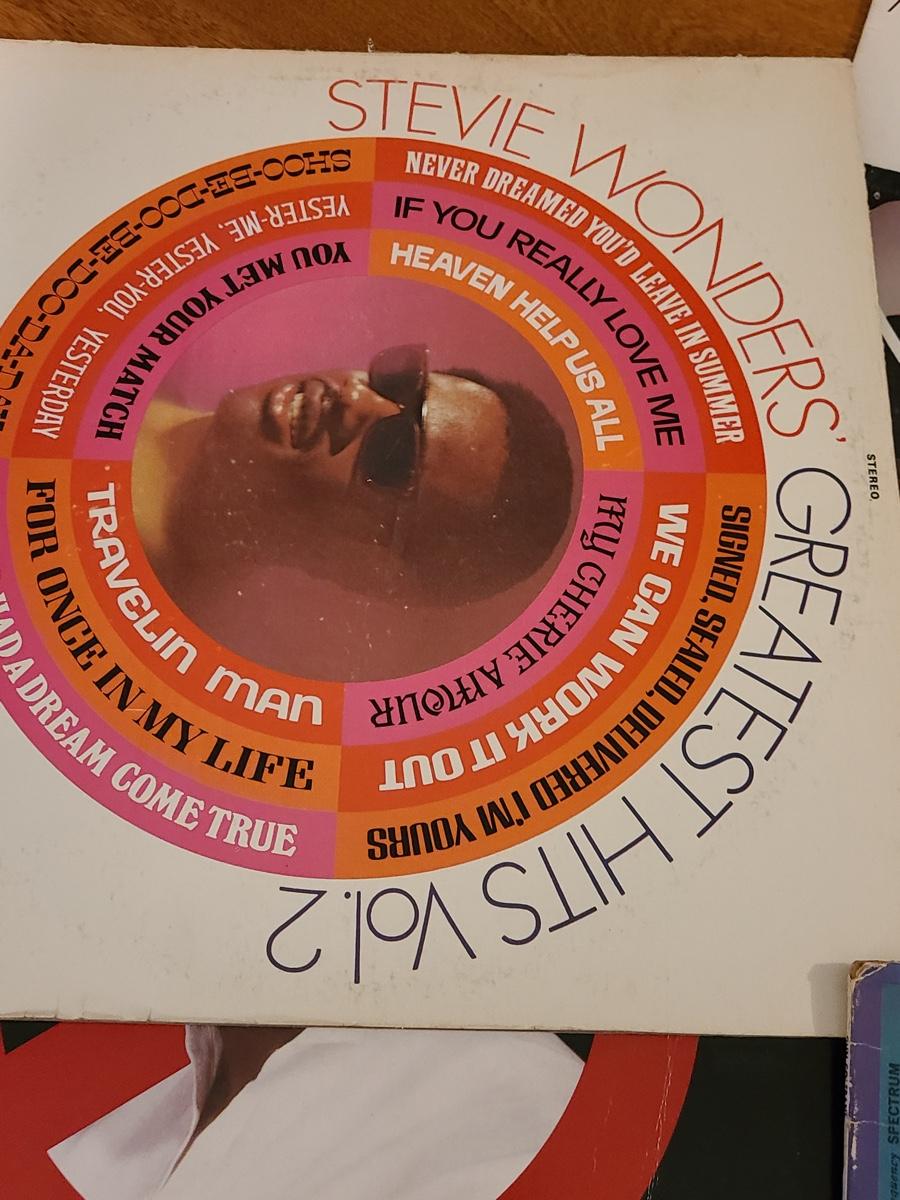 STEVIE WONDERS' GREATEST HITS Vol. 2
STEREO
NEVER DREAMED YOU'D LEAVE IN SUMMER
IF YOU REALLY LOVE ME
HEAVEN HELP US ALL
SIGNED, SEALED, DELIVERED I'M YOURS
WE CAN WORK IT OUT
MY CHERIE AMOUR
HAD A DREAM COME TRUE
FOR ONCE IN MY LIFE
TRAVELIN MAN
SHOO-BE-DOO-BE-DOO-DA-DAY
YESTER-ME, YESTER-YOU, YESTERDAY
YOU MET YOUR MATCH
SPECTRUM